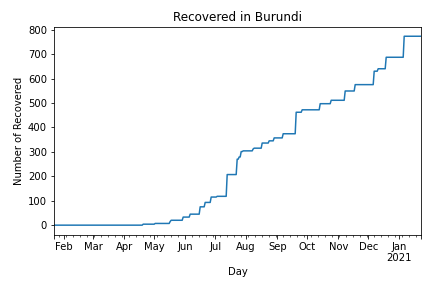 Recovered in Burundi
Number of Recovered
800
700
600
500
400
300
200
100
0
Feb Mar Apr May Jun Jul Aug Sep Oct Nov Dec Jan
2021
Day